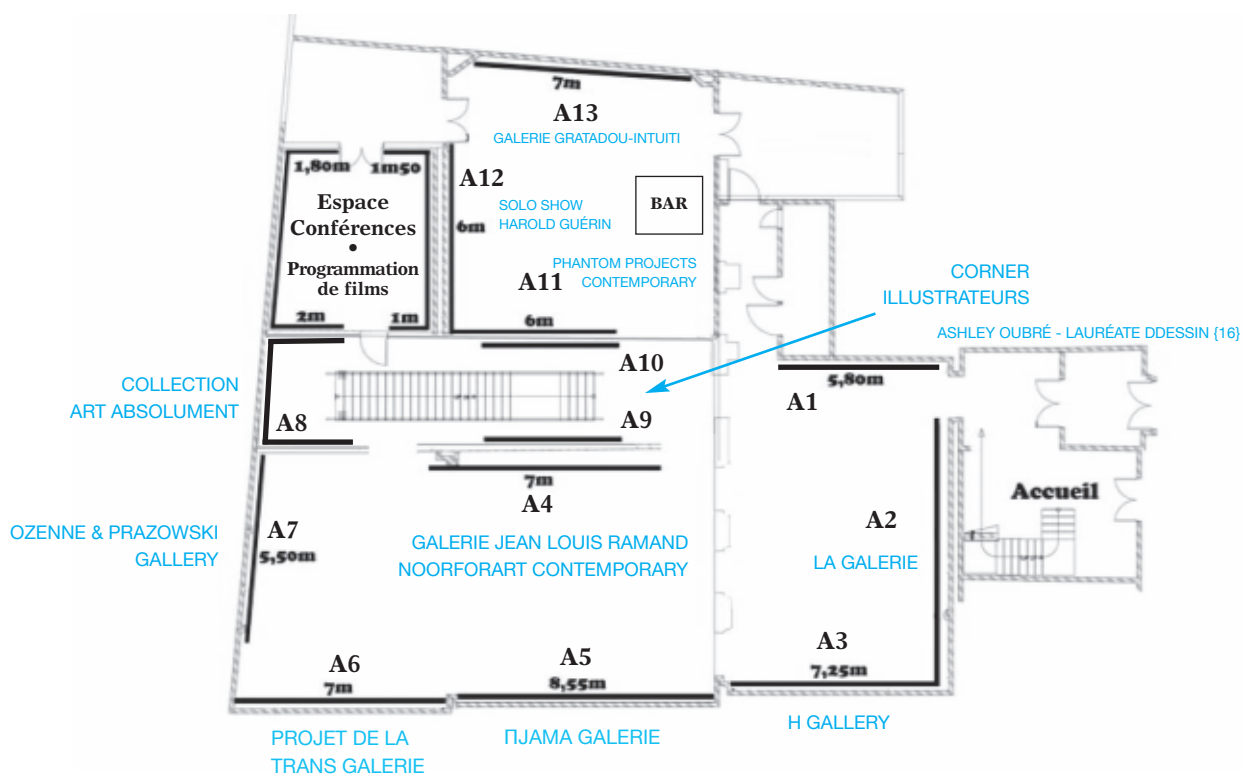 7m
A13
GALERIE GRATADOU-INTUITI
1,80m
1m50
Espace
Conférences
•
Programmation
de films
2m
1m
A12
SOLO SHOW
HAROLD GUÉRIN
6m
BAR
PHANTOM PROJECTS
CONTEMPORARY
A11
6m
CORNER
ILLUSTRATEURS
ASHLEY OUBRÉ - LAURÉATE DDESSIN {16}
A10
5,80m
A1
COLLECTION
ART ABSOLUMENT
A8
A9
7m
A4
GALERIE JEAN LOUIS RAMAND
NOORFORART CONTEMPORARY
Accueil
A2
LA GALERIE
OZENNE & PRAZOWSKI
GALLERY
A7
5,50m
A6
7m
A5
8,55m
A3
7,25m
PROJET DE LA
TRANS GALERIE
ПJAMA GALERIE
H GALLERY